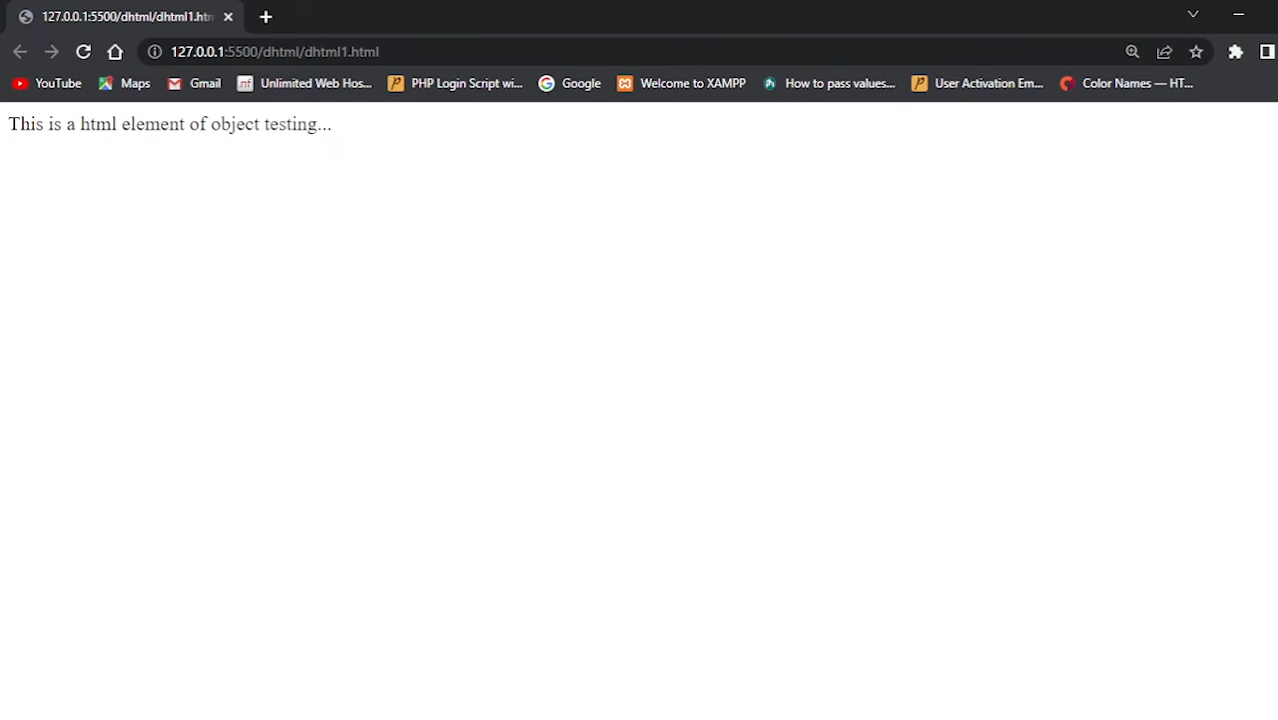 127.0.0.1:5500/dhtml/dhtml1.htm
127.0.0.1:5500/dhtml/dhtml1.html
YouTube Maps Gmail nf Unlimited Web Hos... PHP Login Script wi... Google Welcome to XAMPP How to pass values... User Activation Em... Color Names — HT...
This is a html element of object testing...